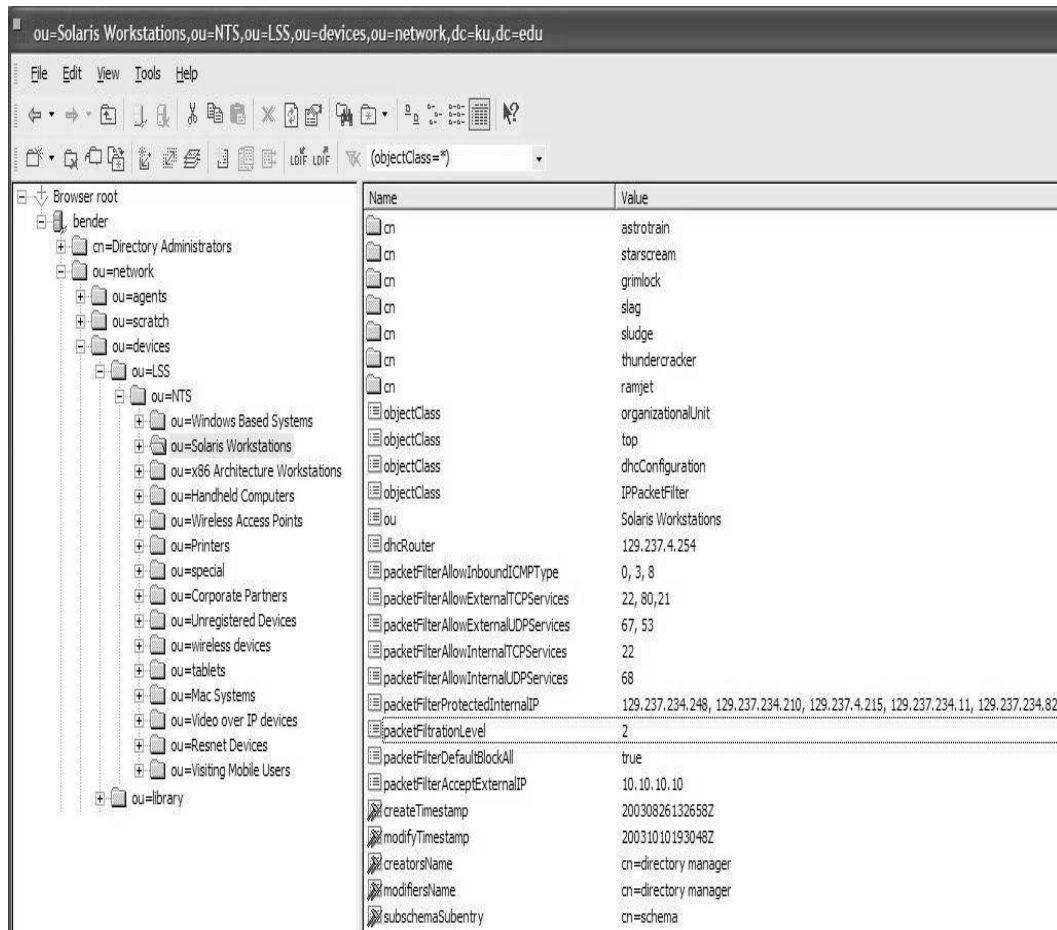 ou=Solaris Workstations,ou=NTS,ou=LSS,ou=devices,ou=network,dc=ku,dc=edu
File Edit View Tools Help
LDIF LDIF (objectClass=*)
Browser root
bender
cn=Directory Administrators
ou=network
ou=agents
ou=scratch
ou=devices
ou=LSS
ou=NTS
ou=Windows Based Systems
ou=Solaris Workstations
ou=x86 Architecture Workstations
ou=Handheld Computers
ou=Wireless Access Points
ou=Printers
ou=special
ou=Corporate Partners
ou=Unregistered Devices
ou=wireless devices
ou=tablets
ou=Mac Systems
ou=Video over IP devices
ou=Resnet Devices
ou=Visiting Mobile Users
ou=library
Name Value
cn astrotrain
cn starscream
cn grimlock
cn slag
cn sludge
cn thundercracker
cn ramjet
objectClass organizationalUnit
objectClass top
objectClass dhcConfiguration
objectClass IPPacketFilter
ou Solaris Workstations
dhcRouter 129.237.4.254
packetFilterAllowInboundICMPType 0, 3, 8
packetFilterAllowExternalTCPServices 22, 80,21
packetFilterAllowExternalUDPServices 67, 53
packetFilterAllowInternalTCPServices 22
packetFilterAllowInternalUDPServices 68
packetFilterProtectedInternalIP 129.237.234.248, 129.237.234.210, 129.237.4.215, 129.237.234.11, 129.237.234.82
packetFiltrationLevel 2
packetFilterDefaultBlockAll true
packetFilterAcceptExternalIP 10.10.10.10
createTimestamp 20030826132658Z
modifyTimestamp 20031010193048Z
creatorsName cn=directory manager
modifiersName cn=directory manager
subschemaSubentry cn=schema